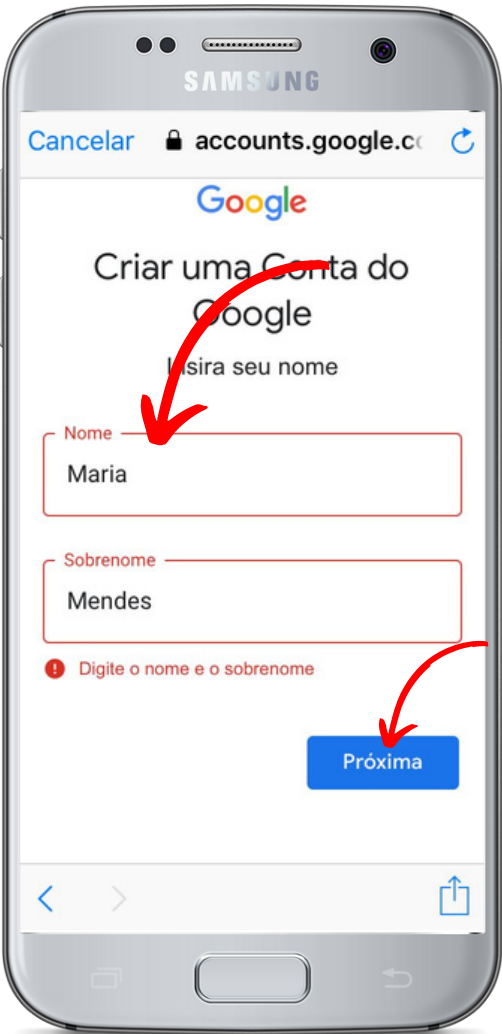 SAMSUNG
Cancelar accounts.google.c
Google
Criar uma Conta do
Google
Insira seu nome
Nome
Maria
Sobrenome
Mendes
Digite o nome e o sobrenome
Próxima